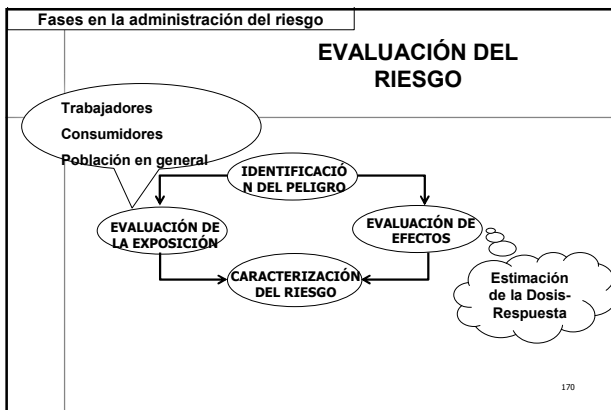 Fases en la administración del riesgo
EVALUACIÓN DEL
RIESGO
Trabajadores
Consumidores
Población en general
IDENTIFICACIÓ
N DEL PELIGRO
EVALUACIÓN DE
LA EXPOSICIÓN
EVALUACIÓN DE
EFECTOS
CARACTERIZACIÓN
DEL RIESGO
Estimación
de la Dosis-
Respuesta
170